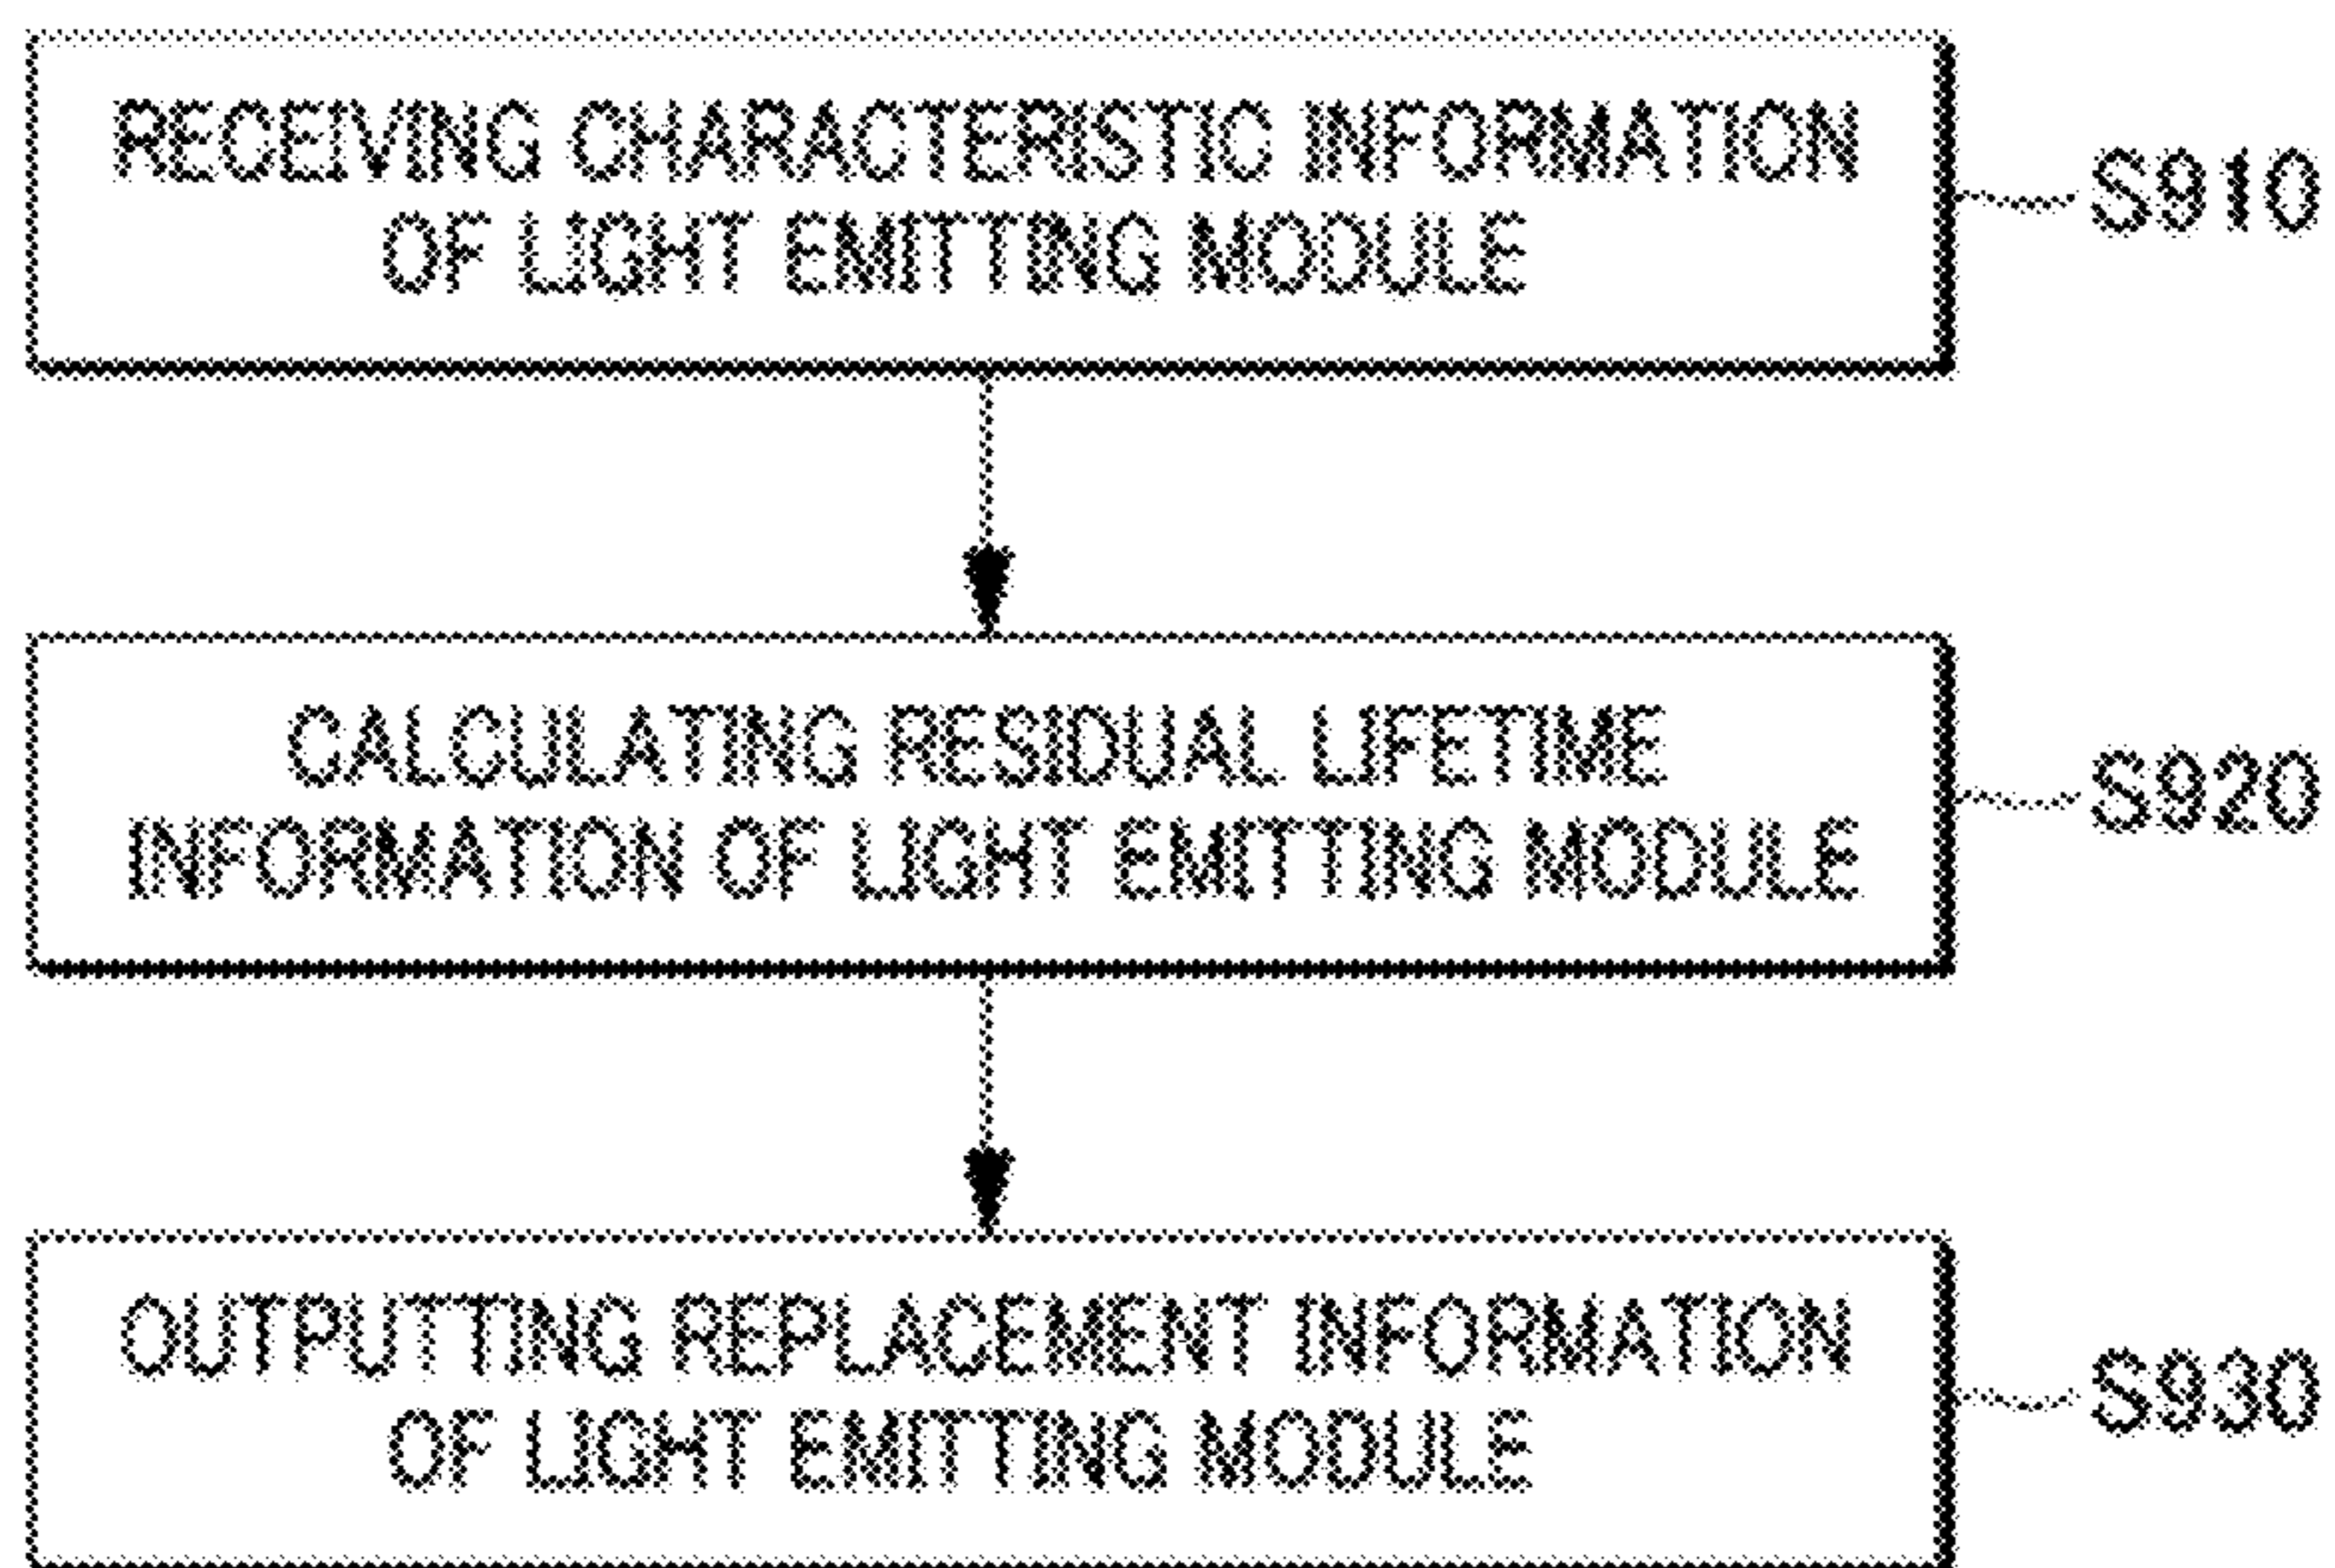 RECEIVING CHARACTERISTIC INFORMATION
OF LIGHT EMITTING MODULE
S910
CALCULATING RESIDUAL LIFETIME
INFORMATION OF LIGHT EMITTING MODULE
S920
OUTPUTTING REPLACEMENT INFORMATION
OF LIGHT EMITTING MODULE
S930